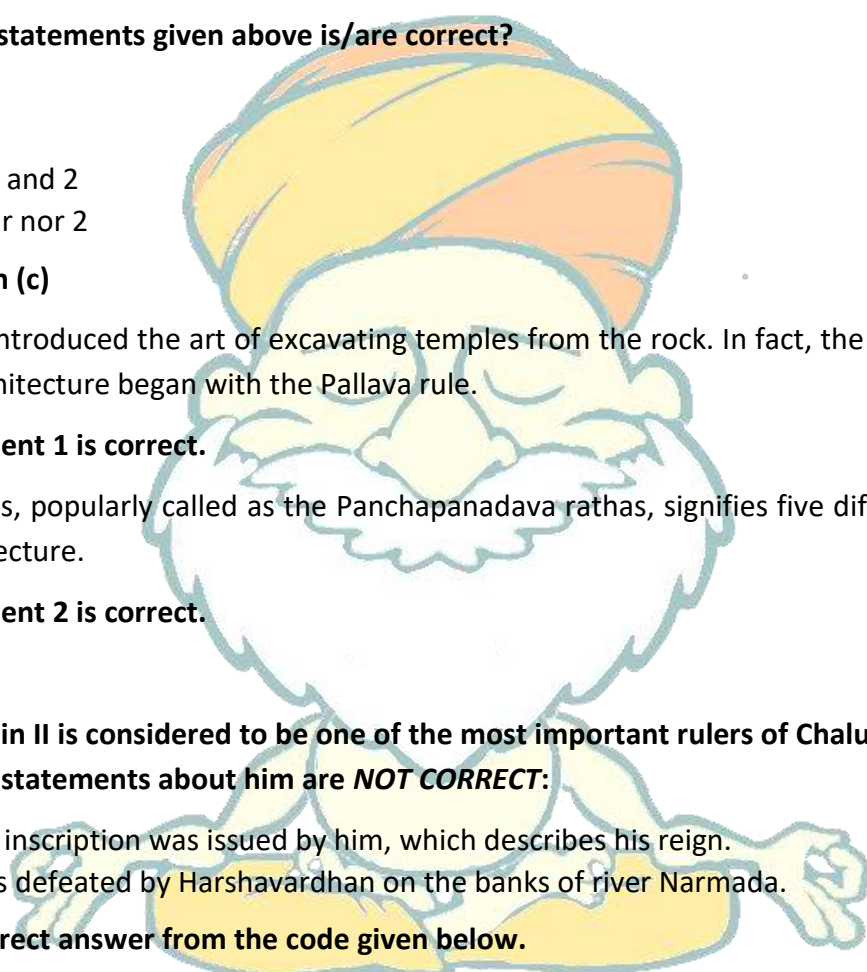 statements given above is/are correct?
and 2
r nor 2
n (c)
ntroduced the art of excavating temples from the rock. In fact, the
hitecture began with the Pallava rule.
ent 1 is correct.
s, popularly called as the Panchapanadava rathas, signifies five dif
ecture.
ent 2 is correct.
in II is considered to be one of the most important rulers of Chalu
statements about him are NOT CORRECT:
inscription was issued by him, which describes his reign.
s defeated by Harshavardhan on the banks of river Narmada.
rect answer from the code given below.